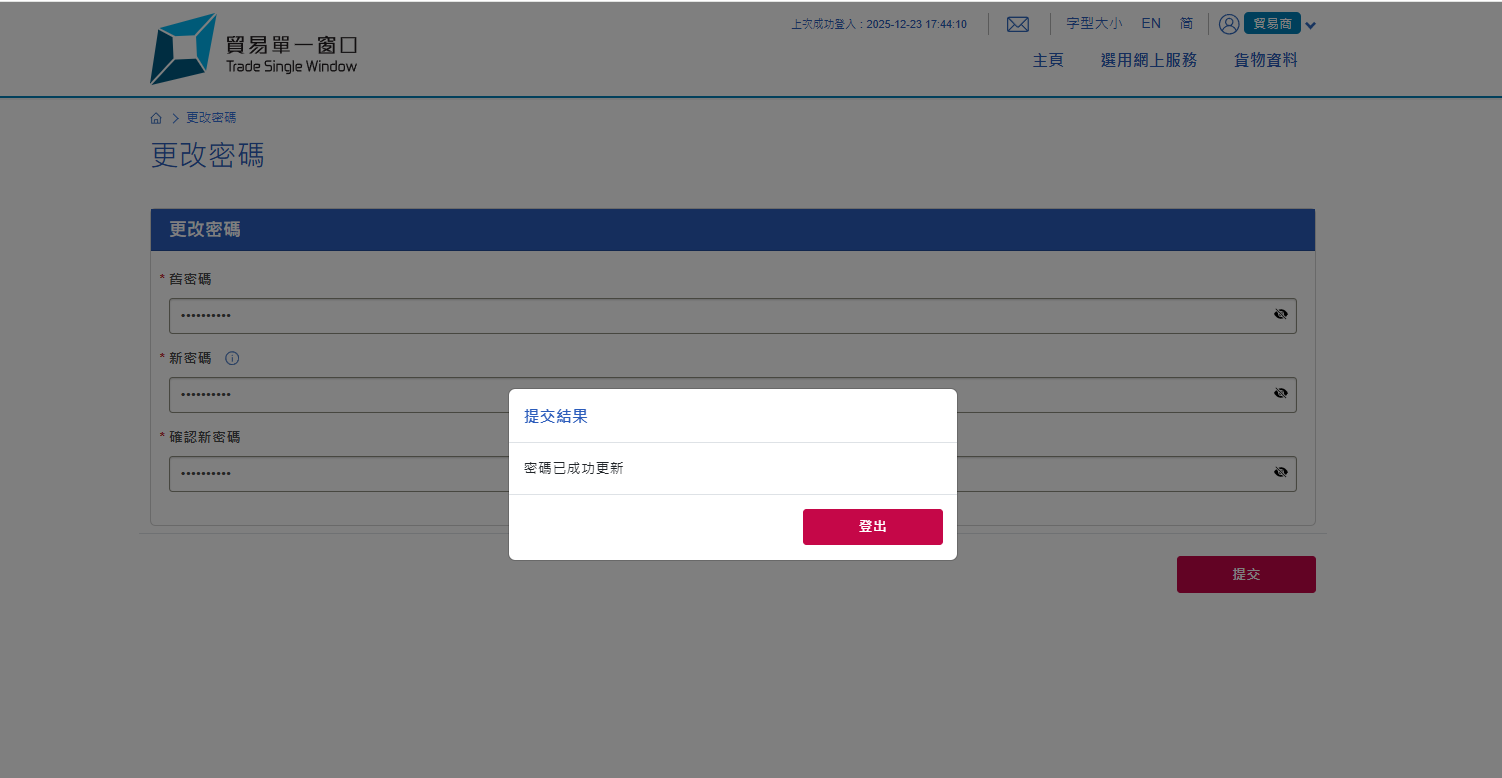 貿易單一窗口
Trade Single Window
上次成功登入：2025-12-23 17:44:10
字型大小 EN 简 貿易商
主頁 選用網上服務 貨物資料
更改密碼
更改密碼
更改密碼
* 舊密碼
••••••••••
* 新密碼
••••••••••
* 確認新密碼
••••••••••
提交結果
密碼已成功更新
登出
提交